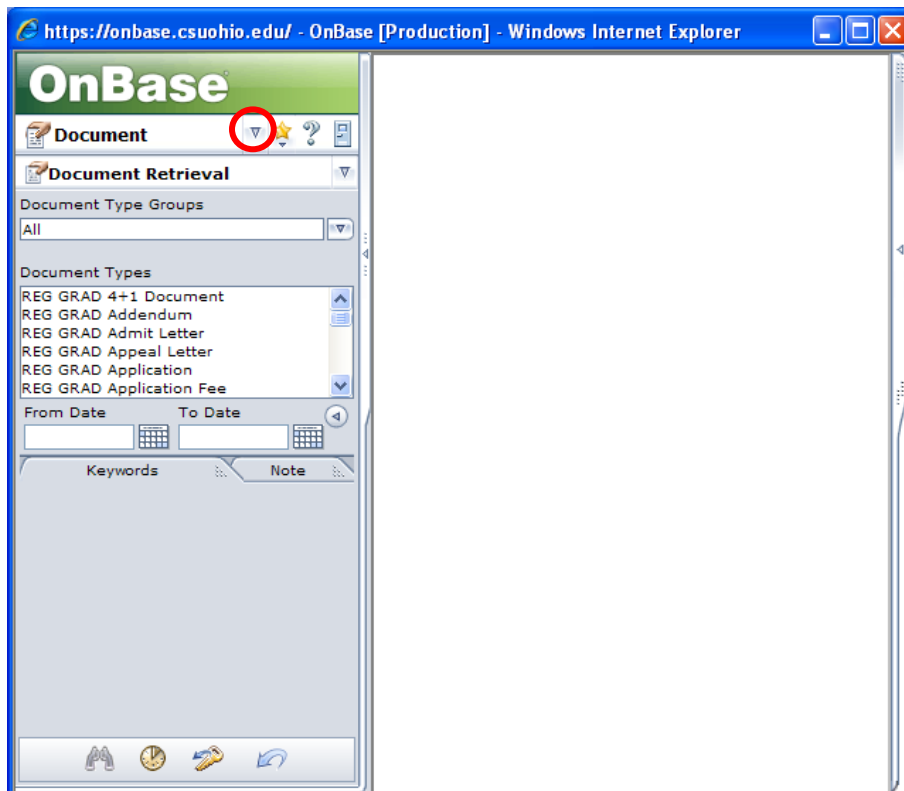 https://onbase.csuohio.edu/ - OnBase [Production] - Windows Internet Explorer
OnBase
Document
Document Retrieval
Document Type Groups
All
Document Types
REG GRAD 4+1 Document
REG GRAD Addendum
REG GRAD Admit Letter
REG GRAD Appeal Letter
REG GRAD Application
REG GRAD Application Fee
From Date To Date
Keywords Note